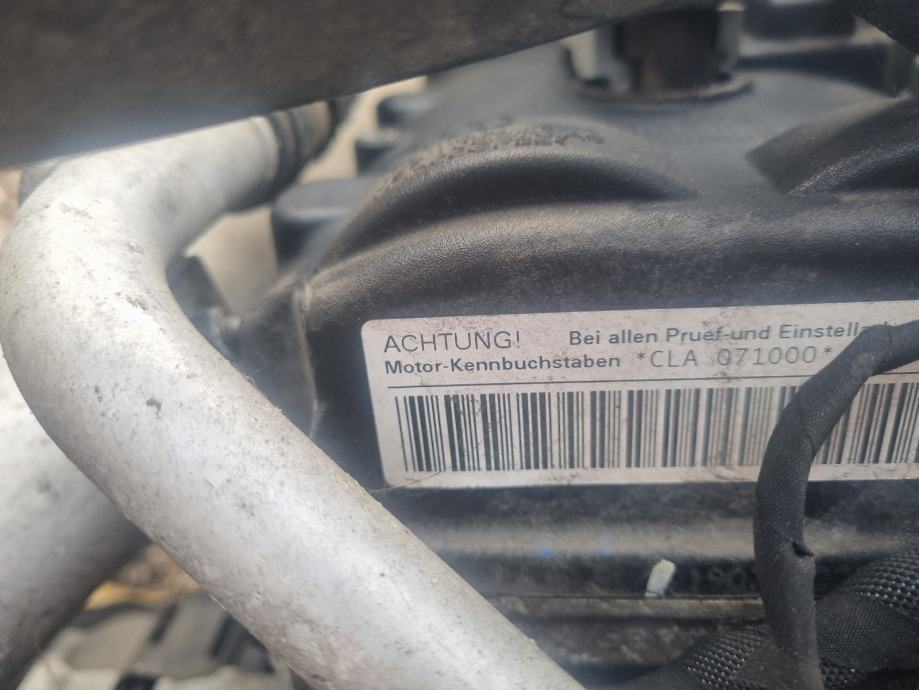 ACHTUNG! Bei allen Pruef-und
Motor-Kennbuchstaben *CLA 071000*